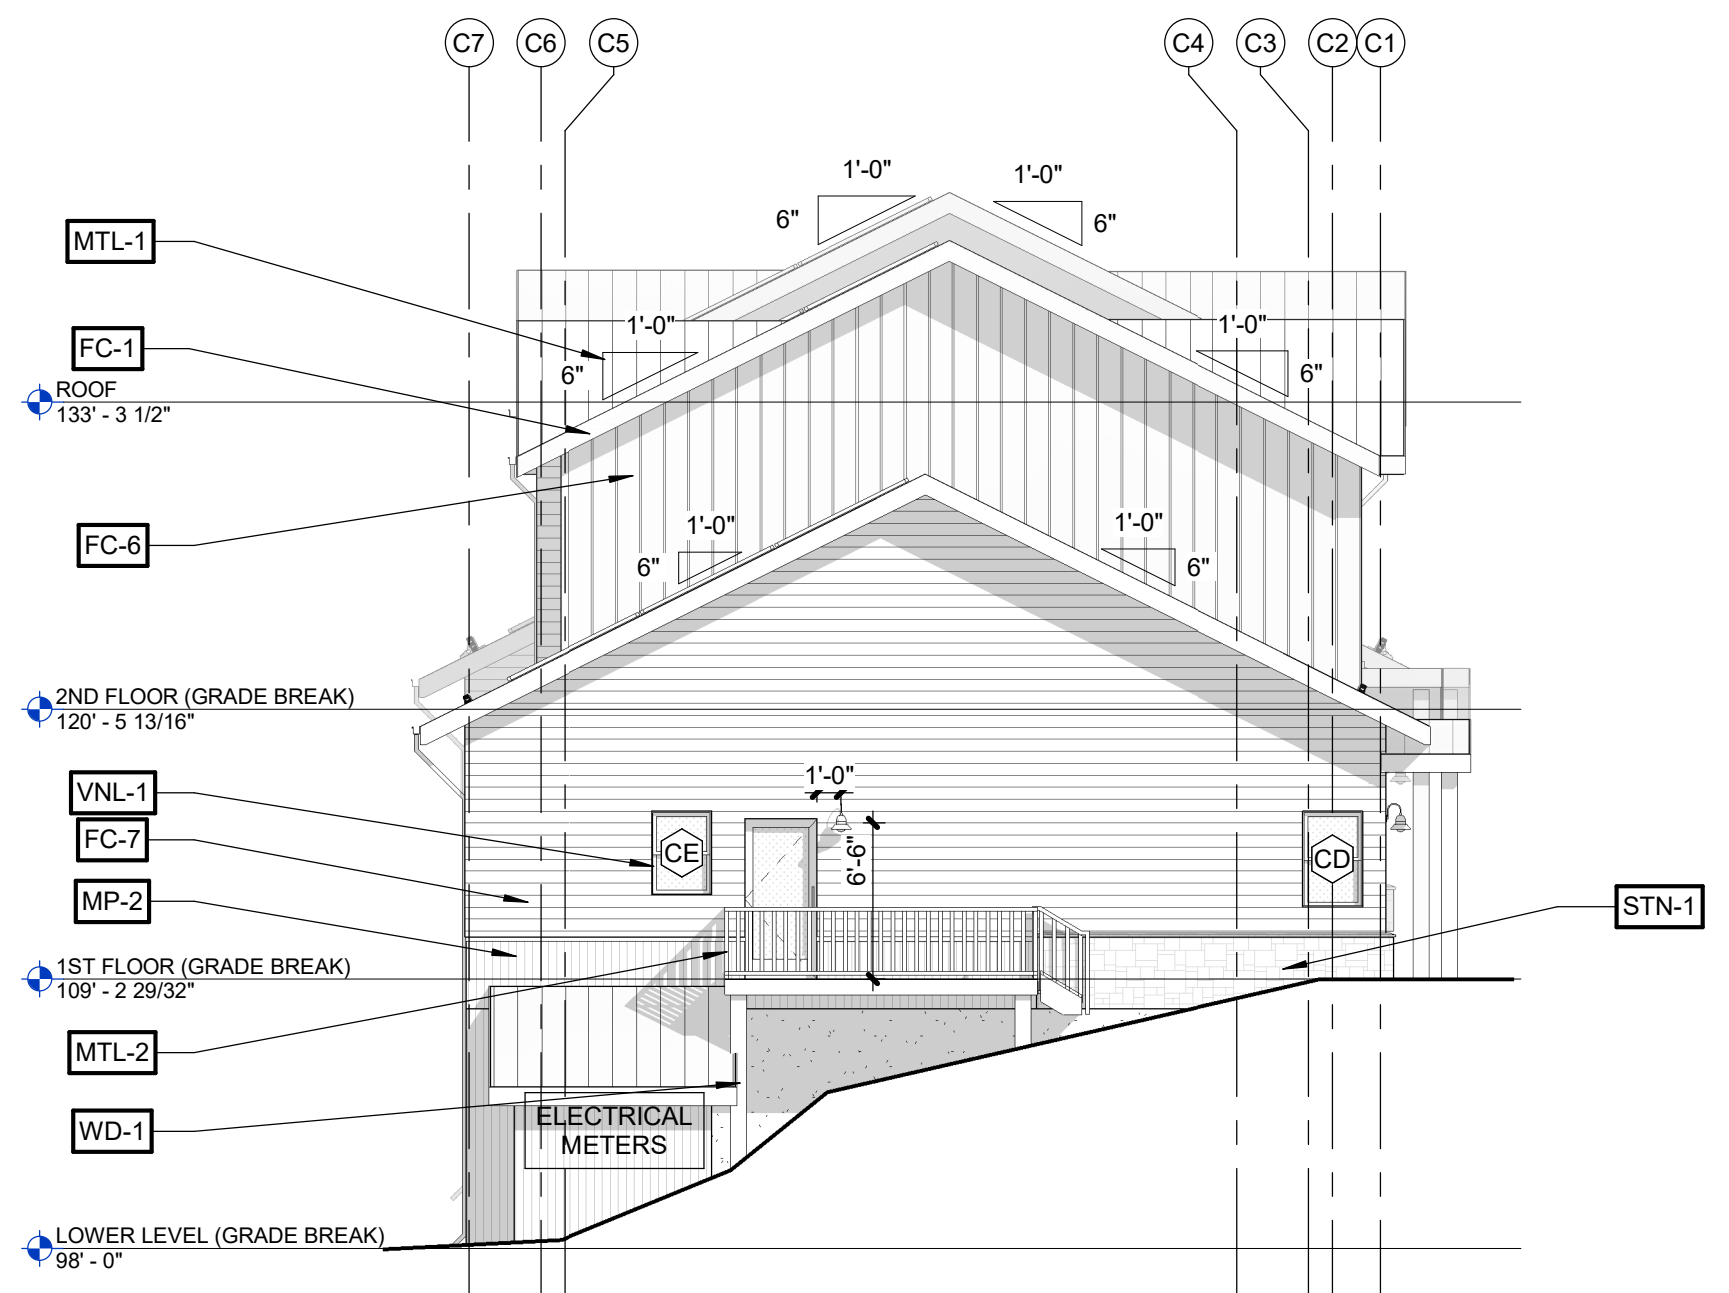 C7 C6 C5 C4 C3 C2 C1
1'-0" 1'-0"
6" 6"
MTL-1
1'-0" 1'-0"
FC-1
6" 6"
ROOF
133' - 3 1/2"
1'-0" 1'-0"
FC-6
6" 6"
2ND FLOOR (GRADE BREAK)
120' - 5 13/16"
1'-0"
VNL-1
FC-7
CE
CD
6'-6"
MP-2
STN-1
1ST FLOOR (GRADE BREAK)
109' - 2 29/32"
MTL-2
WD-1
ELECTRICAL
METERS
LOWER LEVEL (GRADE BREAK)
98' - 0"